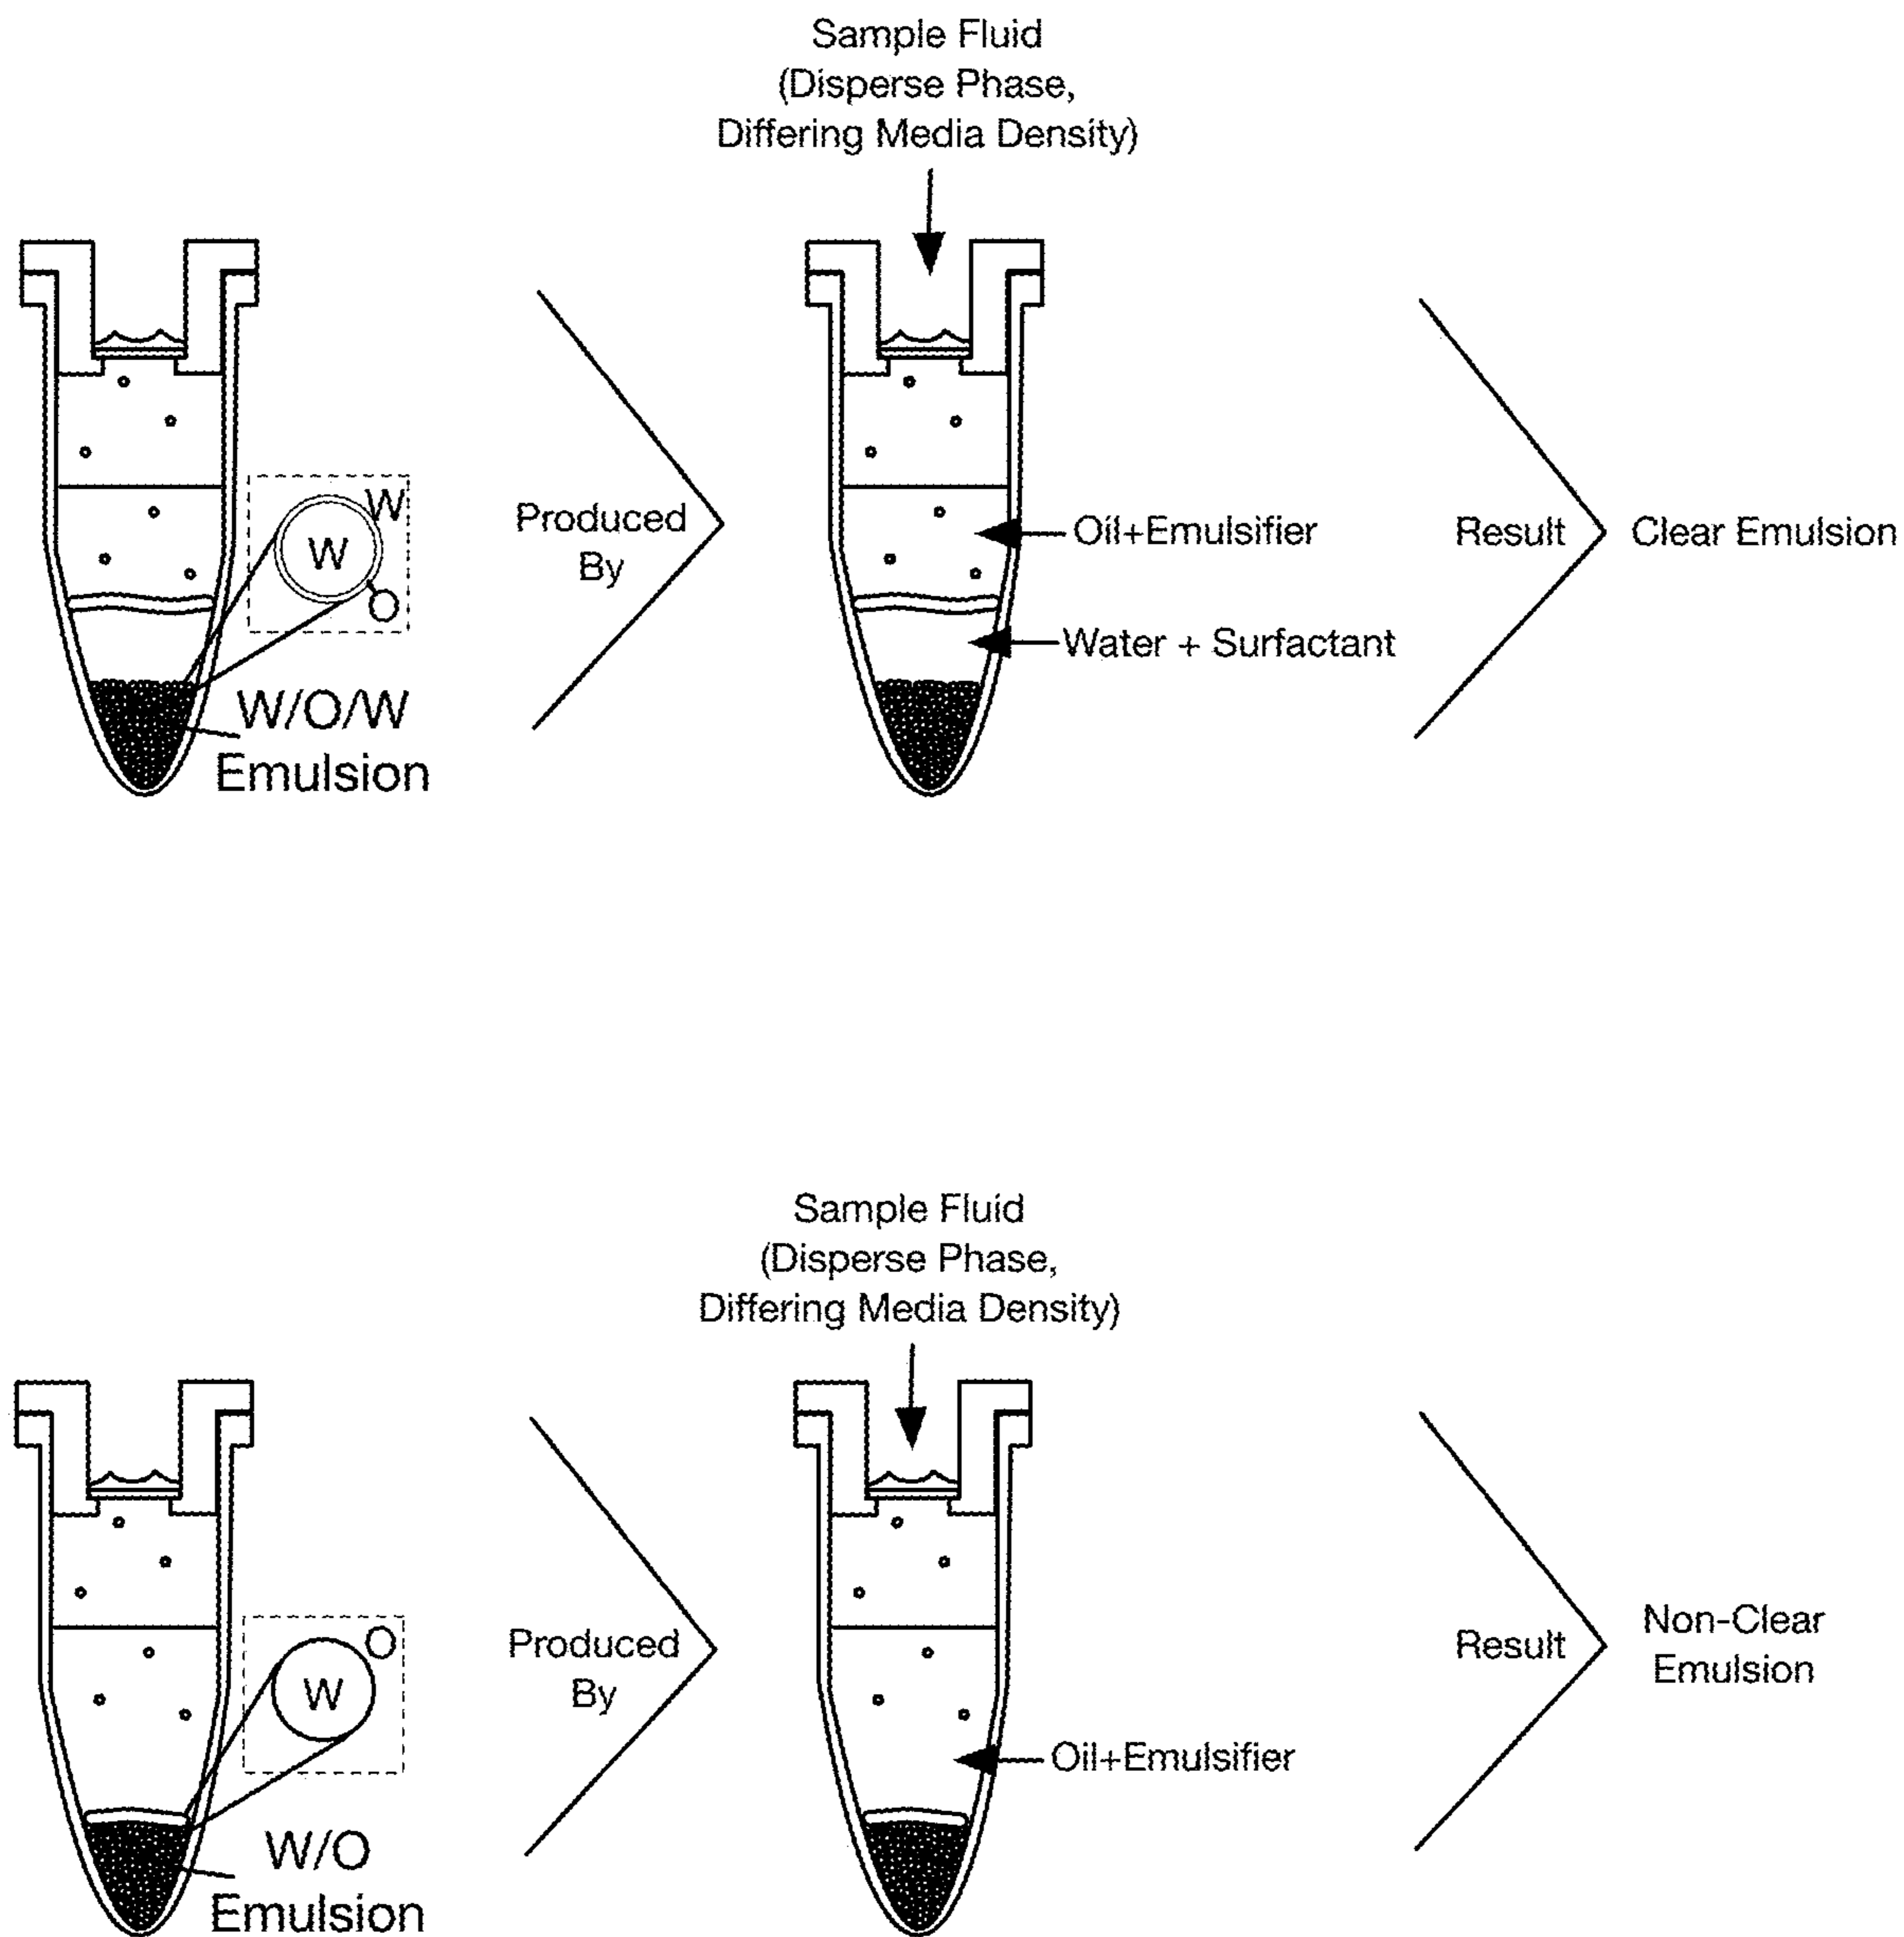 Sample Fluid
(Disperse Phase,
Differing Media Density)
W
W
O
W/O/W
Emulsion
Produced
By
Oil+Emulsifier
Water + Surfactant
Result
Clear Emulsion
Sample Fluid
(Disperse Phase,
Differing Media Density)
O
W
W/O
Emulsion
Produced
By
Oil+Emulsifier
Result
Non-Clear
Emulsion